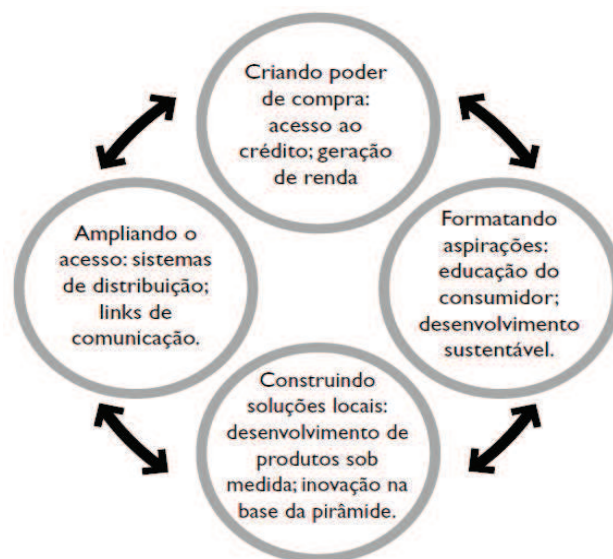 Criando poder
de compra:
acesso ao
crédito; geração
de renda
Ampliando o
acesso: sistemas
de distribuição;
links de
comunicação.
Formatando
aspirações:
educação do
consumidor;
desenvolvimento
sustentável.
Construindo
soluções locais:
desenvolvimento de
produtos sob
medida; inovação na
base da pirâmide.